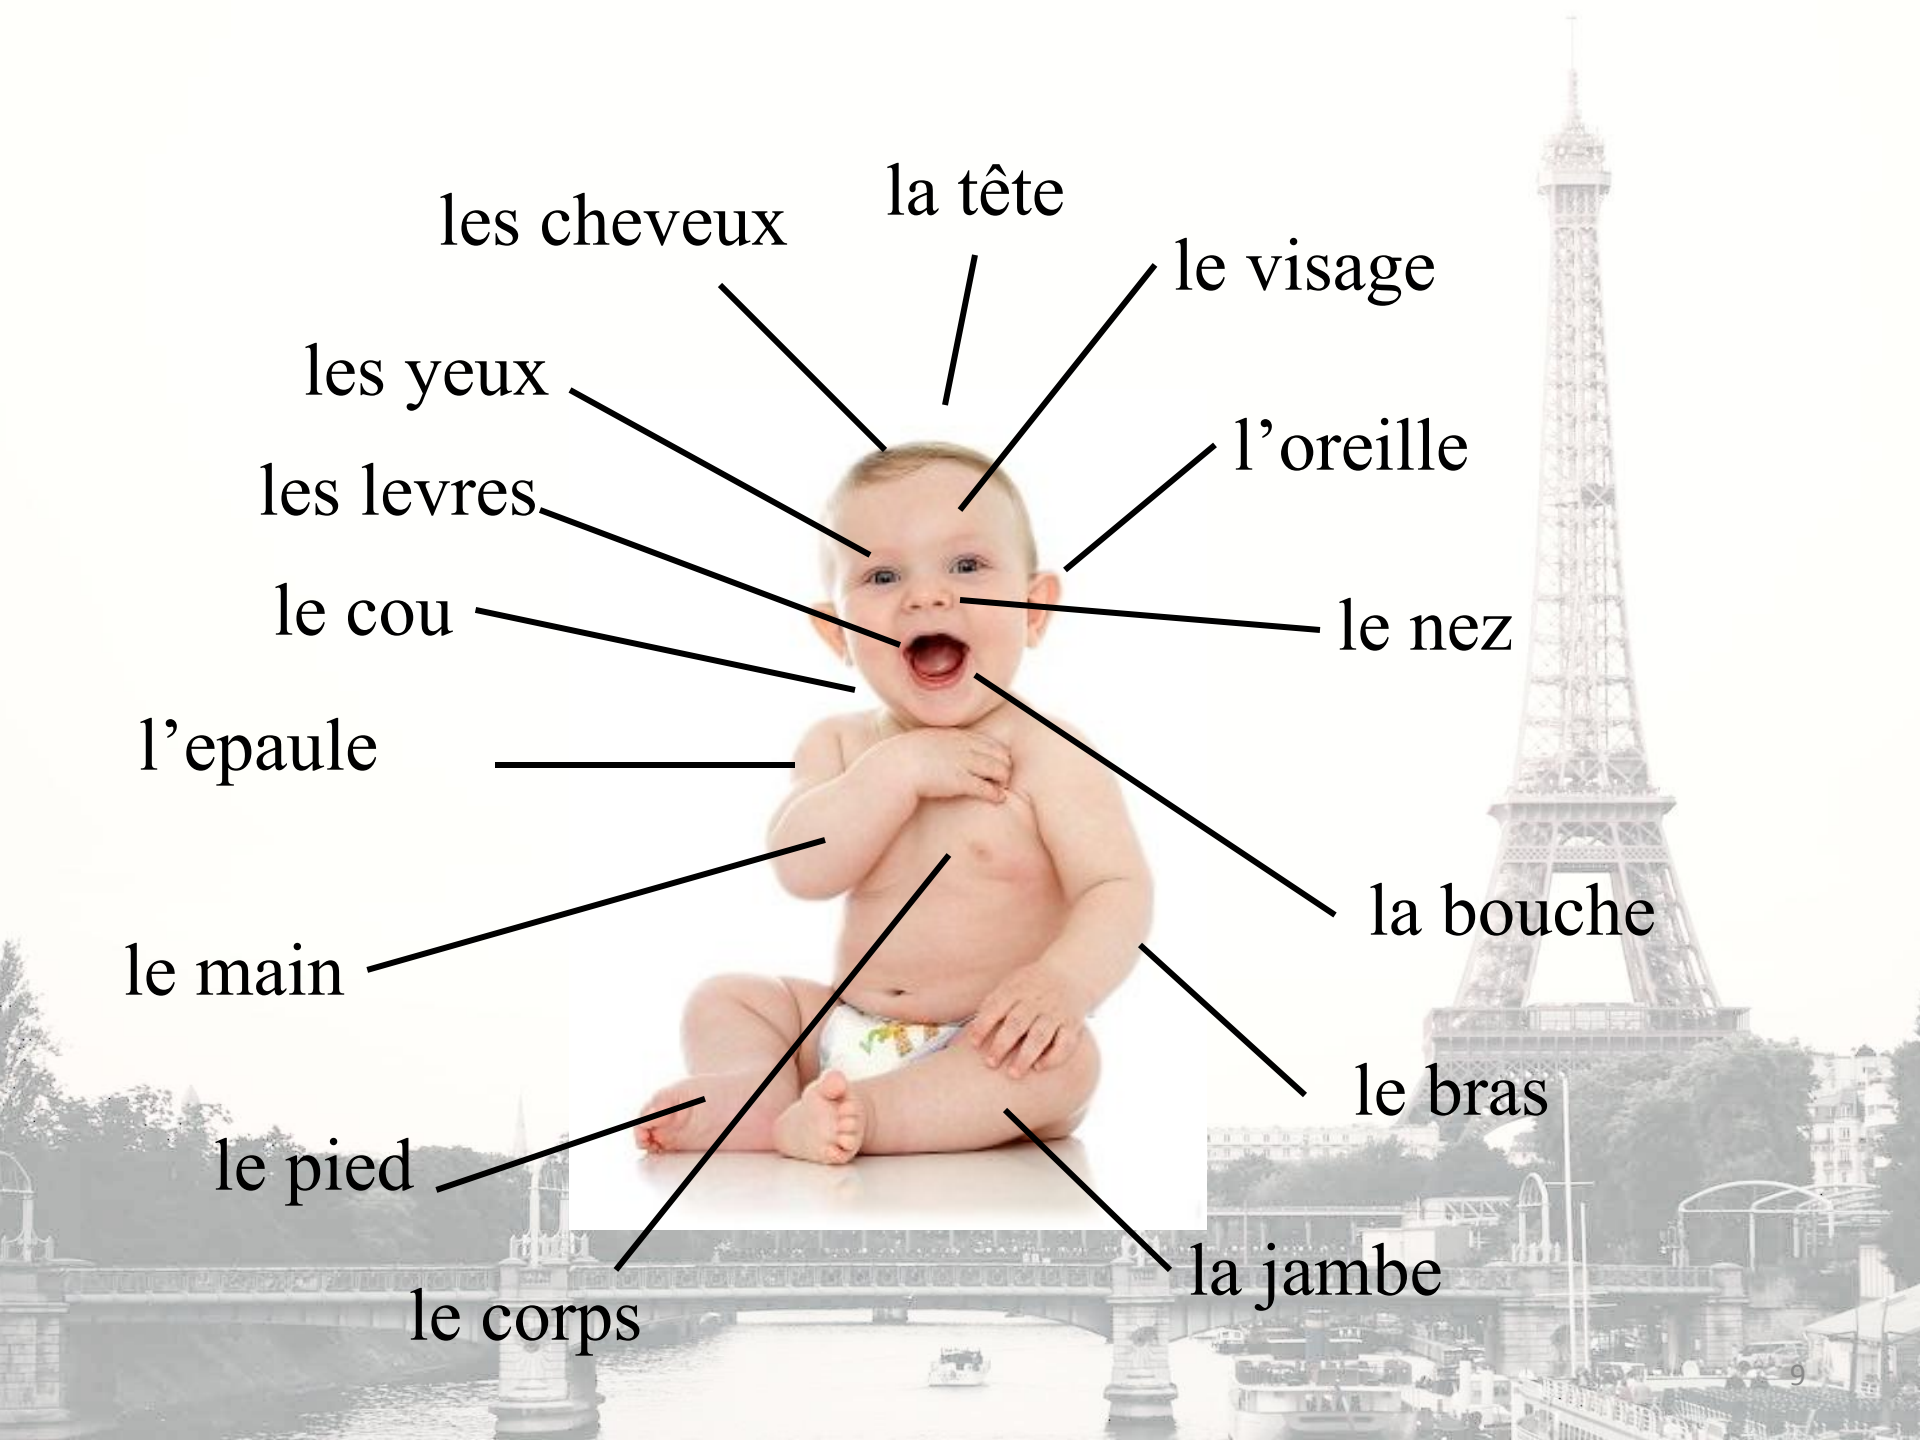 la tête
les cheveux
le visage
les yeux
l’oreille
les levres
le cou
le nez
l’epaule
la bouche
le main
le bras
le pied
la jambe
le corps
9